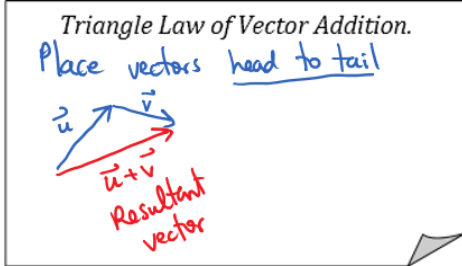 Triangle Law of Vector Addition.
Place vectors head to tail
u⃗
v⃗
u⃗ + v⃗
Resultant
vector